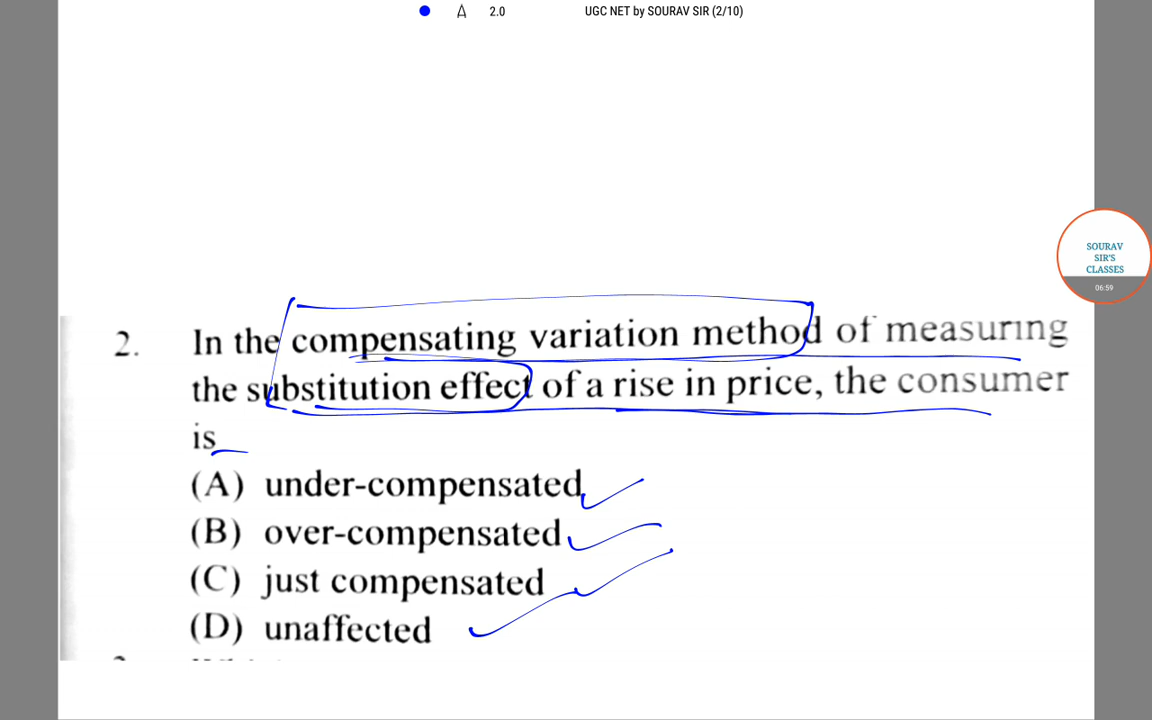 2.0 UGC NET by SOURAV SIR (2/10)
SOURAV
SIR'S
CLASSES
06:59
2. In the compensating variation method of measuring
the substitution effect of a rise in price, the consumer
is
(A) under-compensated
(B) over-compensated
(C) just compensated
(D) unaffected